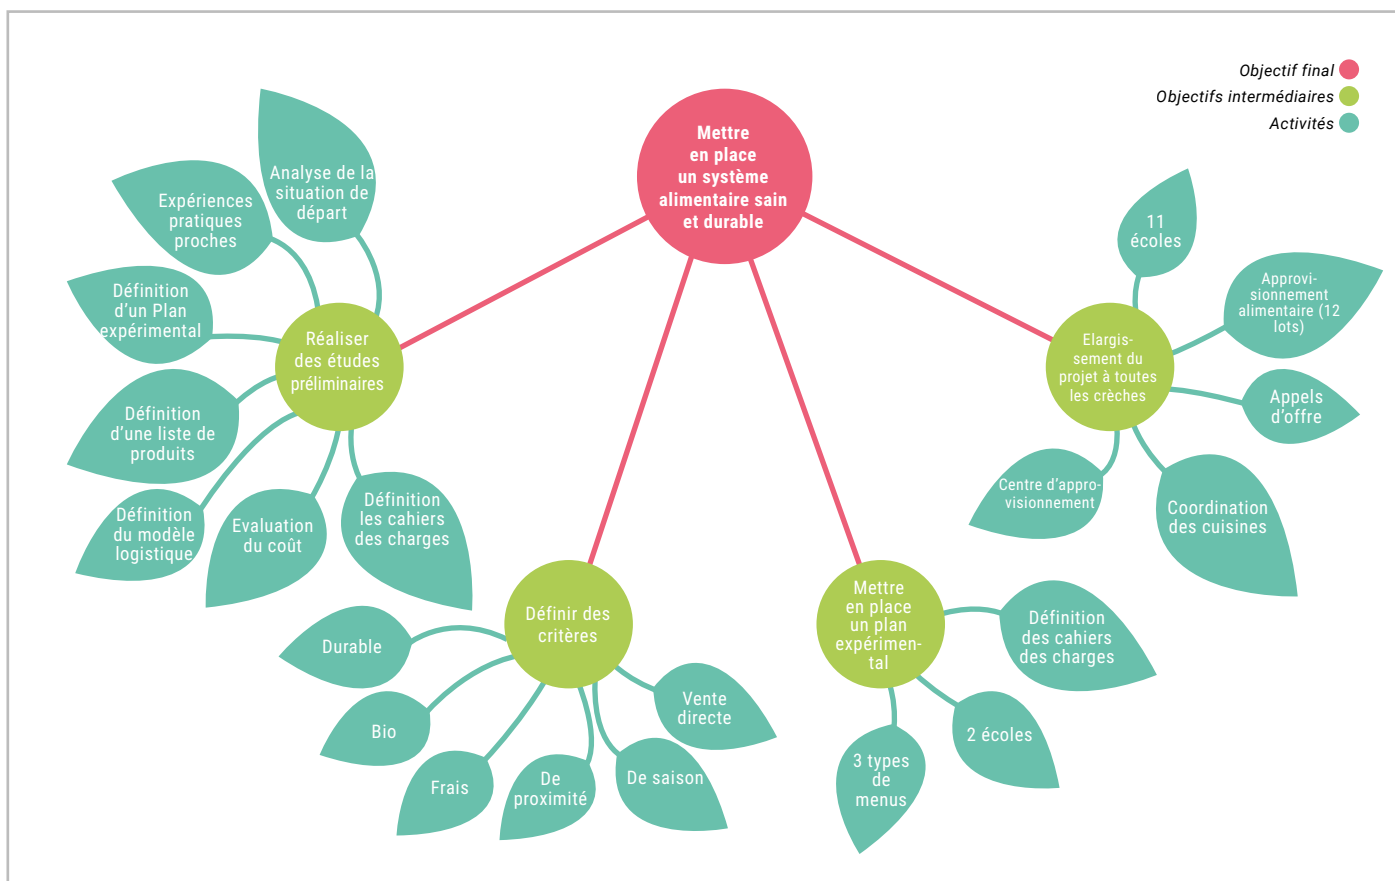 Objectif final
Objectifs intermédiaires
Activités
Mettre
en place
un système
alimentaire sain
et durable
Analyse de la
situation de
départ
Expériences
pratiques
proches
Définition
d'un Plan
expérimental
Définition
d'une liste de
produits
Définition
du modèle
logistique
Evaluation
du coût
Définition
les cahiers
des charges
Réaliser
des études
préliminaires
Définir des
critères
Durable
Bio
Frais
De
proximité
De saison
Vente
directe
Mettre
en place
un plan
expérimen-
tal
Définition
des cahiers
des charges
2 écoles
3 types
de
menus
Elargis-
sement du
projet à toutes
les crèches
11
écoles
Approvi-
sionnement
alimentaire (12
lots)
Appels
d'offre
Coordination
des cuisines
Centre d'appro-
visionnement